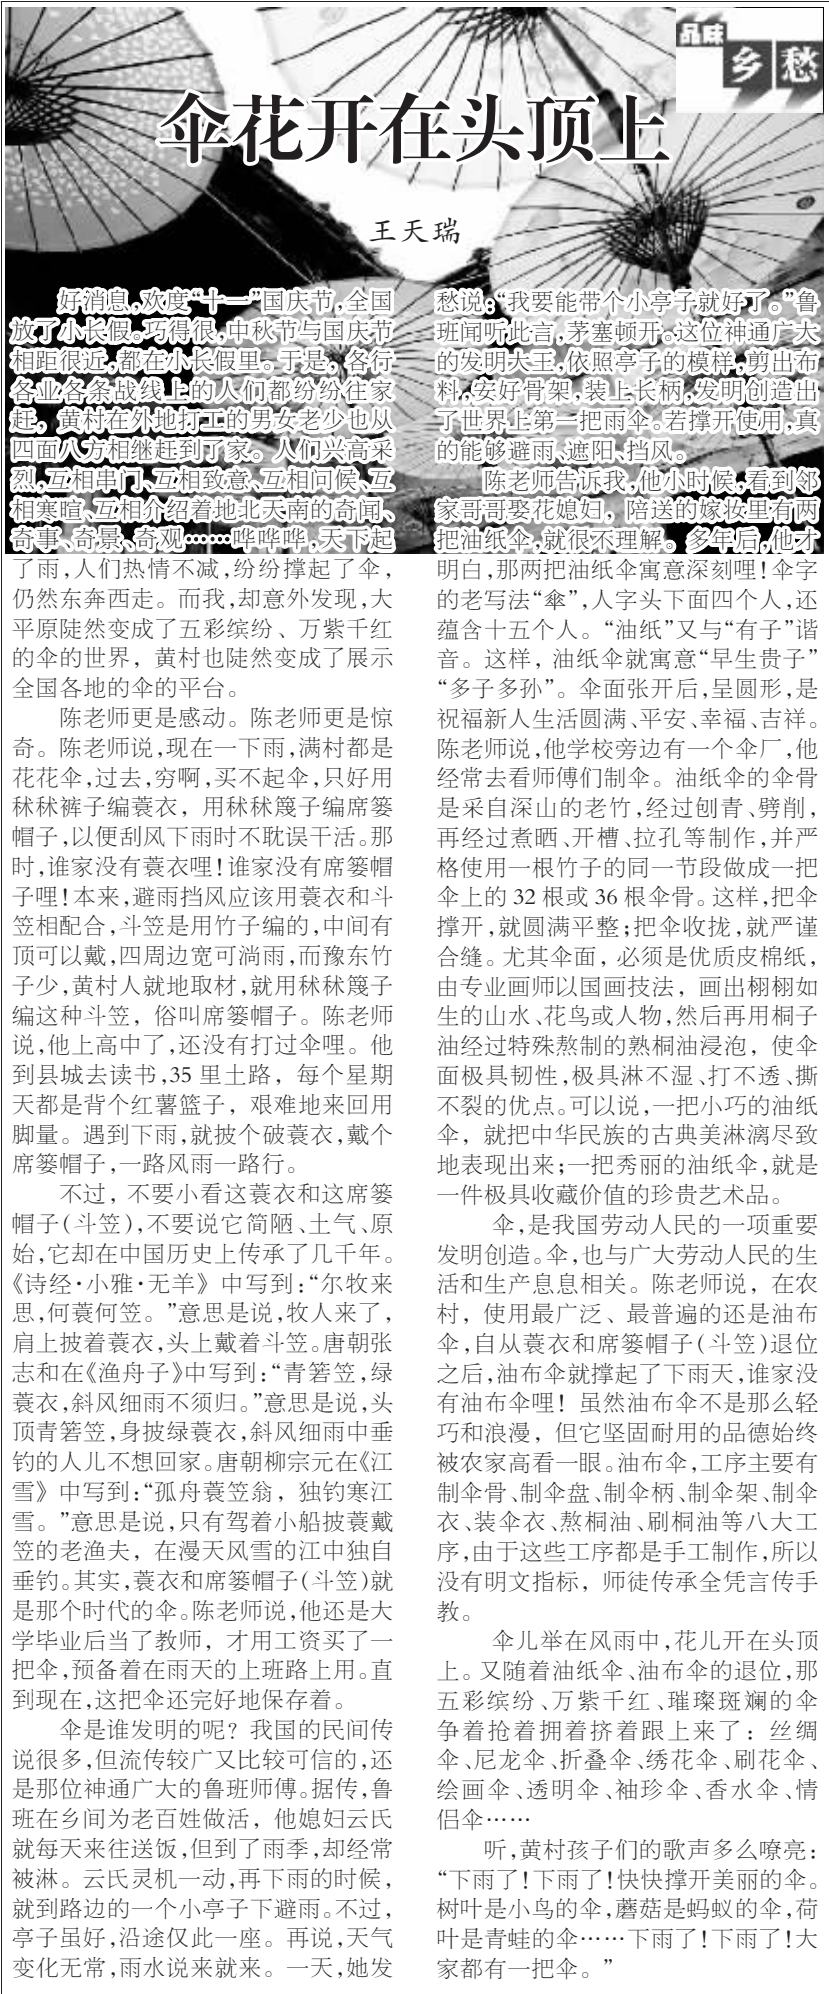 品味
乡愁
伞花开在头顶上
王天瑞
好消息,欢度“十一”国庆节,全国
放了小长假。巧得很,中秋节与国庆节
相距很近,都在小长假里。于是,各行
各业各条战线上的人们都纷纷往家
赶,黄村在外地打工的男女老少也从
四面八方相继赶到了家。人们兴高采
烈,互相串门、互相致意、互相问候、互
相寒暄、互相介绍着地北天南的奇闻、
奇事、奇景、奇观……哗哗哗,天下起
了雨,人们热情不减,纷纷撑起了伞,
仍然东奔西走。而我,却意外发现,大
平原陡然变成了五彩缤纷、万紫千红
的伞的世界,黄村也陡然变成了展示
全国各地的伞的平台。
陈老师更是感动。陈老师更是惊
奇。陈老师说,现在一下雨,满村都是
花花伞,过去,穷啊,买不起伞,只好用
秫秫裤子编蓑衣,用秫秫篾子编席篓
帽子,以便刮风下雨时不耽误干活。那
时,谁家没有蓑衣哩!谁家没有席篓帽
子哩!本来,避雨挡风应该用蓑衣和斗
笠相配合,斗笠是用竹子编的,中间有
顶可以戴,四周边宽可淌雨,而豫东竹
子少,黄村人就地取材,就用秫秫篾子
编这种斗笠,俗叫席篓帽子。陈老师
说,他上高中了,还没有打过伞哩。他
到县城去读书,35里土路,每个星期
天都是背个红薯篮子,艰难地来回用
脚量。遇到下雨,就披个破蓑衣,戴个
席篓帽子,一路风雨一路行。
不过,不要小看这蓑衣和这席篓
帽子(斗笠),不要说它简陋、土气、原
始,它却在中国历史上传承了几千年。
《诗经·小雅·无羊》中写到:“尔牧来
思,何蓑何笠。”意思是说,牧人来了,
肩上披着蓑衣,头上戴着斗笠。唐朝张
志和在《渔舟子》中写到:“青箬笠,绿
蓑衣,斜风细雨不须归。”意思是说,头
顶青箬笠,身披绿蓑衣,斜风细雨中垂
钓的人儿不想回家。唐朝柳宗元在《江
雪》中写到:“孤舟蓑笠翁,独钓寒江
雪。”意思是说,只有驾着小船披蓑戴
笠的老渔夫,在漫天风雪的江中独自
垂钓。其实,蓑衣和席篓帽子(斗笠)就
是那个时代的伞。陈老师说,他还是大
学毕业后当了教师,才用工资买了一
把伞,预备着在雨天的上班路上用。直
到现在,这把伞还完好地保存着。
伞是谁发明的呢?我国的民间传
说很多,但流传较广又比较可信的,还
是那位神通广大的鲁班师傅。据传,鲁
班在乡间为老百姓做活,他媳妇云氏
就每天来往送饭,但到了雨季,却经常
被淋。云氏灵机一动,再下雨的时候,
就到路边的一个小亭子下避雨。不过,
亭子虽好,沿途仅此一座。再说,天气
变化无常,雨水说来就来。一天,她发
愁说:“我要能带个小亭子就好了。”鲁
班闻听此言,茅塞顿开。这位神通广大
的发明大王,依照亭子的模样,剪出布
料,安好骨架,装上长柄,发明创造出
了世界上第一把雨伞。若撑开使用,真
的能够避雨、遮阳、挡风。
陈老师告诉我,他小时候,看到邻
家哥哥娶花媳妇,陪送的嫁妆里有两
把油纸伞,就很不理解。多年后,他才
明白,那两把油纸伞寓意深刻哩!伞字
的老写法“傘”,人字头下面四个人,还
蕴含十五个人。“油纸”又与“有子”谐
音。这样,油纸伞就寓意“早生贵子”
“多子多孙”。伞面张开后,呈圆形,是
祝福新人生活圆满、平安、幸福、吉祥。
陈老师说,他学校旁边有一个伞厂,他
经常去看师傅们制伞。油纸伞的伞骨
是采自深山的老竹,经过刨青、劈削,
再经过煮晒、开槽、拉孔等制作,并严
格使用一根竹子的同一节段做成一把
伞上的32根或36根伞骨。这样,把伞
撑开,就圆满平整;把伞收拢,就严谨
合缝。尤其伞面,必须是优质皮棉纸,
由专业画师以国画技法,画出栩栩如
生的山水、花鸟或人物,然后再用桐子
油经过特殊熬制的熟桐油浸泡,使伞
面极具韧性,极具淋不湿、打不透、撕
不裂的优点。可以说,一把小巧的油纸
伞,就把中华民族的古典美淋漓尽致
地表现出来;一把秀丽的油纸伞,就是
一件极具收藏价值的珍贵艺术品。
伞,是我国劳动人民的一项重要
发明创造。伞,也与广大劳动人民的生
活和生产息息相关。陈老师说,在农
村,使用最广泛、最普遍的还是油布
伞,自从蓑衣和席篓帽子(斗笠)退位
之后,油布伞就撑起了下雨天,谁家没
有油布伞哩!虽然油布伞不是那么轻
巧和浪漫,但它坚固耐用的品德始终
被农家高看一眼。油布伞,工序主要有
制伞骨、制伞盘、制伞柄、制伞架、制伞
衣、装伞衣、熬桐油、刷桐油等八大工
序,由于这些工序都是手工制作,所以
没有明文指标,师徒传承全凭言传手
教。
伞儿举在风雨中,花儿开在头顶
上。又随着油纸伞、油布伞的退位,那
五彩缤纷、万紫千红、璀璨斑斓的伞
争着抢着拥着挤着跟上来了:丝绸
伞、尼龙伞、折叠伞、绣花伞、刷花伞、
绘画伞、透明伞、袖珍伞、香水伞、情
侣伞……
听,黄村孩子们的歌声多么嘹亮:
“下雨了!下雨了!快快撑开美丽的伞。
树叶是小鸟的伞,蘑菇是蚂蚁的伞,荷
叶是青蛙的伞……下雨了!下雨了!大
家都有一把伞。”